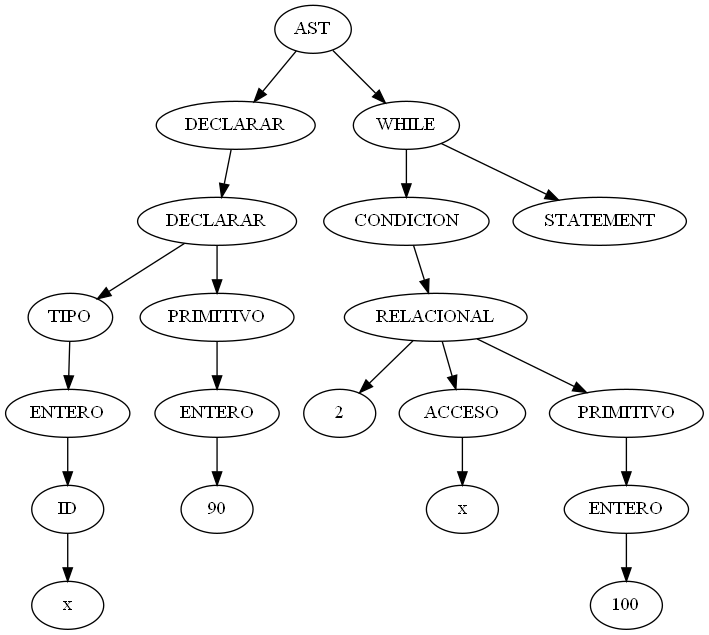 AST
DECLARAR
WHILE
DECLARAR
CONDICION
STATEMENT
TIPO
PRIMITIVO
RELACIONAL
ENTERO
ENTERO
2
ACCESO
PRIMITIVO
ID
90
x
ENTERO
x
100